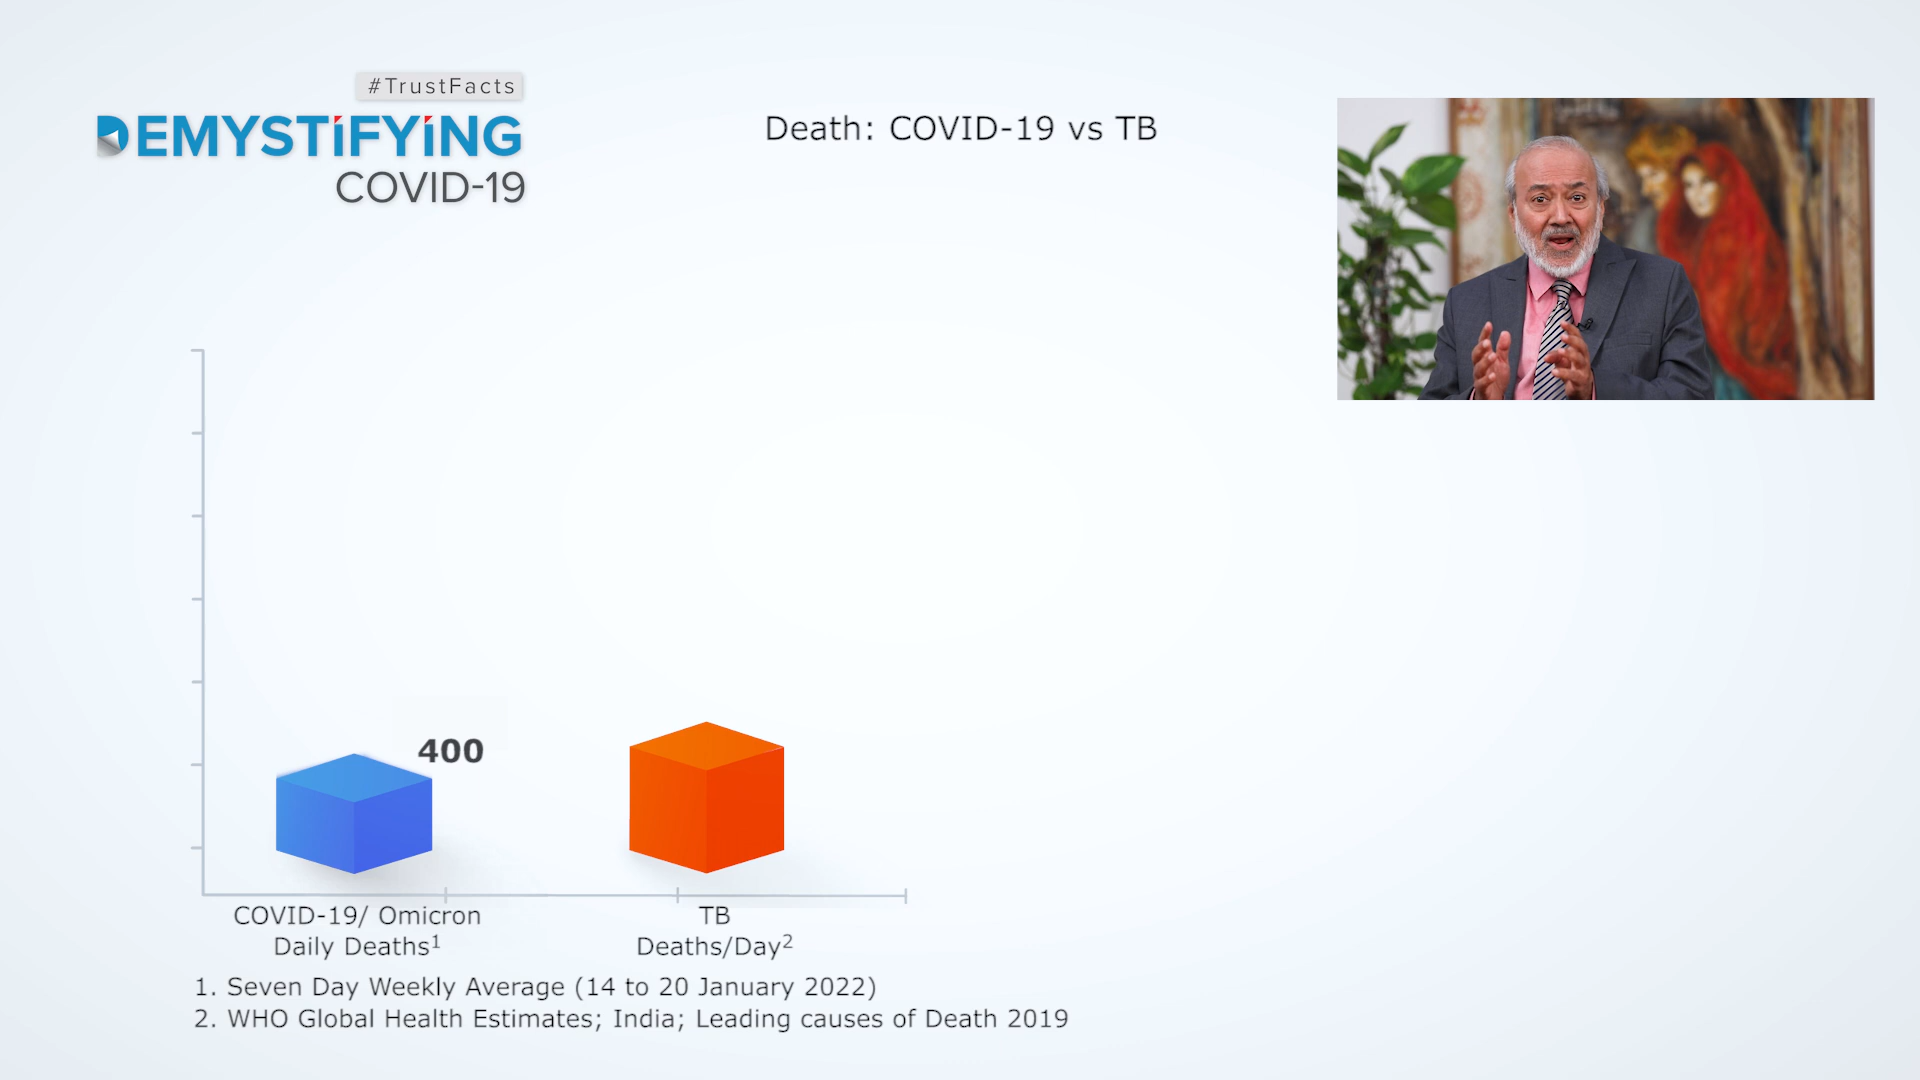 #TrustFacts
DEMYSTiFYiNG
COVID-19
Death: COVID-19 vs TB
400
COVID-19/ Omicron
Daily Deaths¹
TB
Deaths/Day²
1. Seven Day Weekly Average (14 to 20 January 2022)
2. WHO Global Health Estimates; India; Leading causes of Death 2019